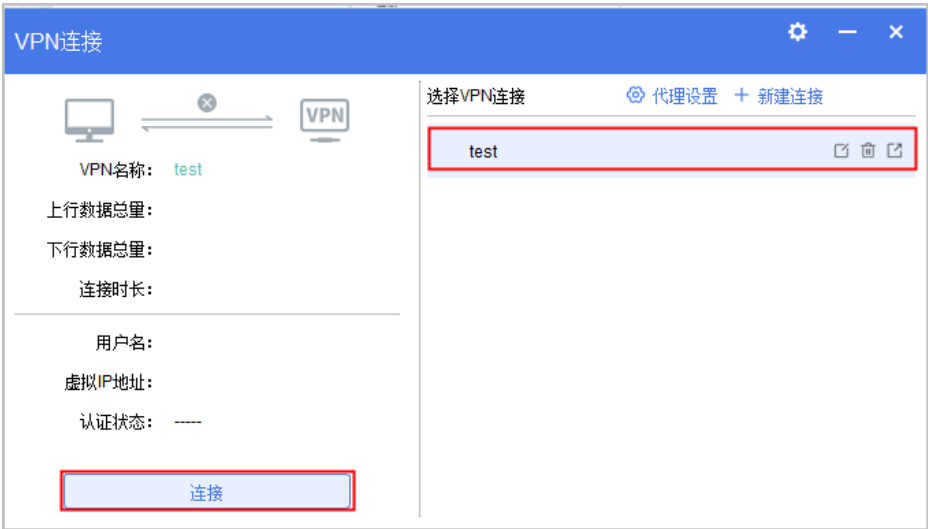 VPN连接
VPN
VPN名称： test
上行数据总量：
下行数据总量：
连接时长：
用户名：
虚拟IP地址：
认证状态： -----
连接
选择VPN连接 代理设置 新建连接
test